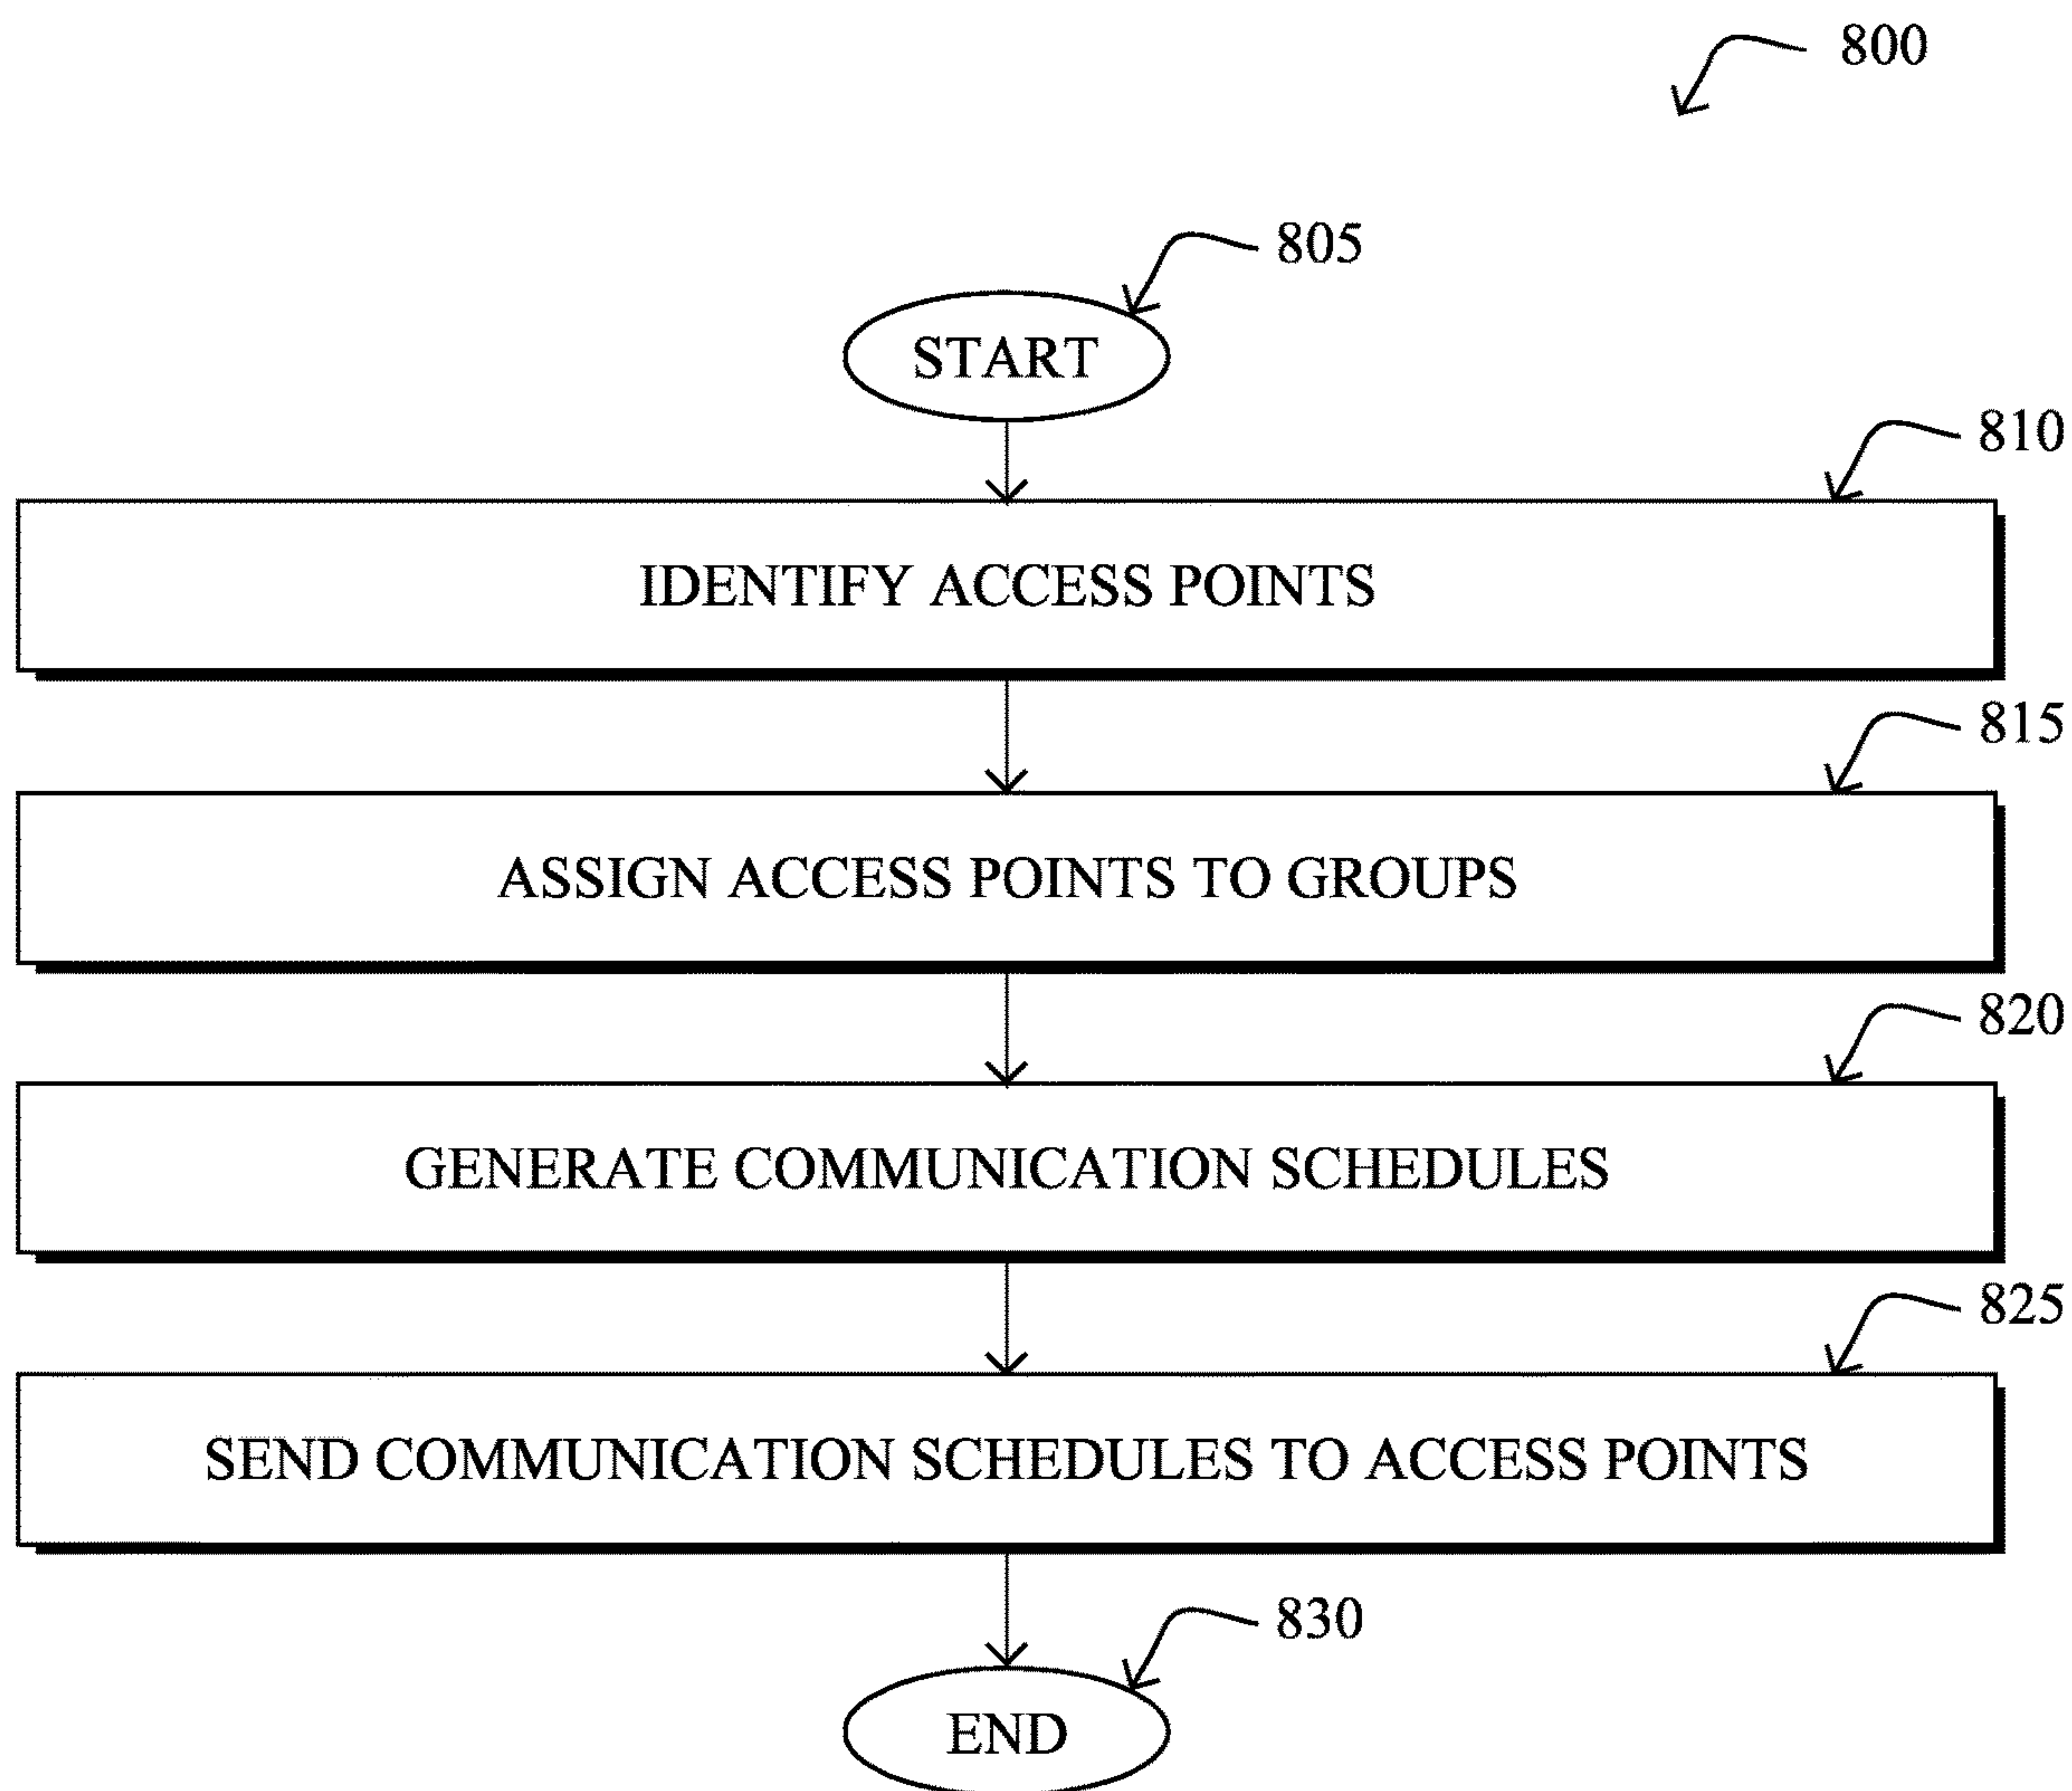 800
805
START
810
IDENTIFY ACCESS POINTS
815
ASSIGN ACCESS POINTS TO GROUPS
820
GENERATE COMMUNICATION SCHEDULES
825
SEND COMMUNICATION SCHEDULES TO ACCESS POINTS
830
END